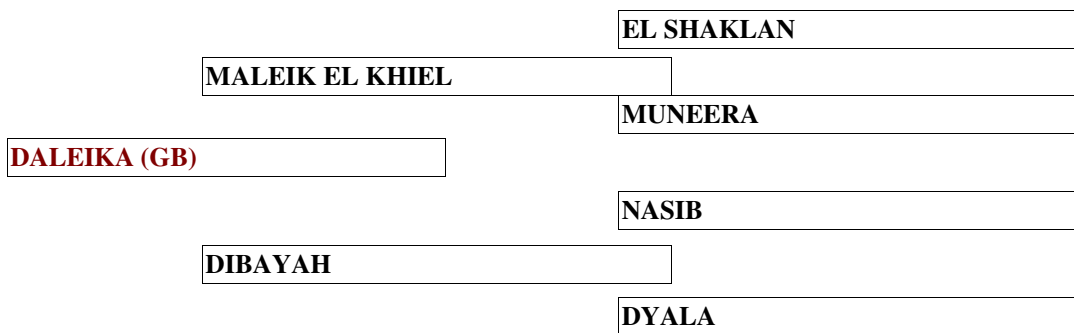 EL SHAKLAN
MALEIK EL KHIEL
MUNEERA
DALEIKA (GB)
NASIB
DIBAYAH
DYALA